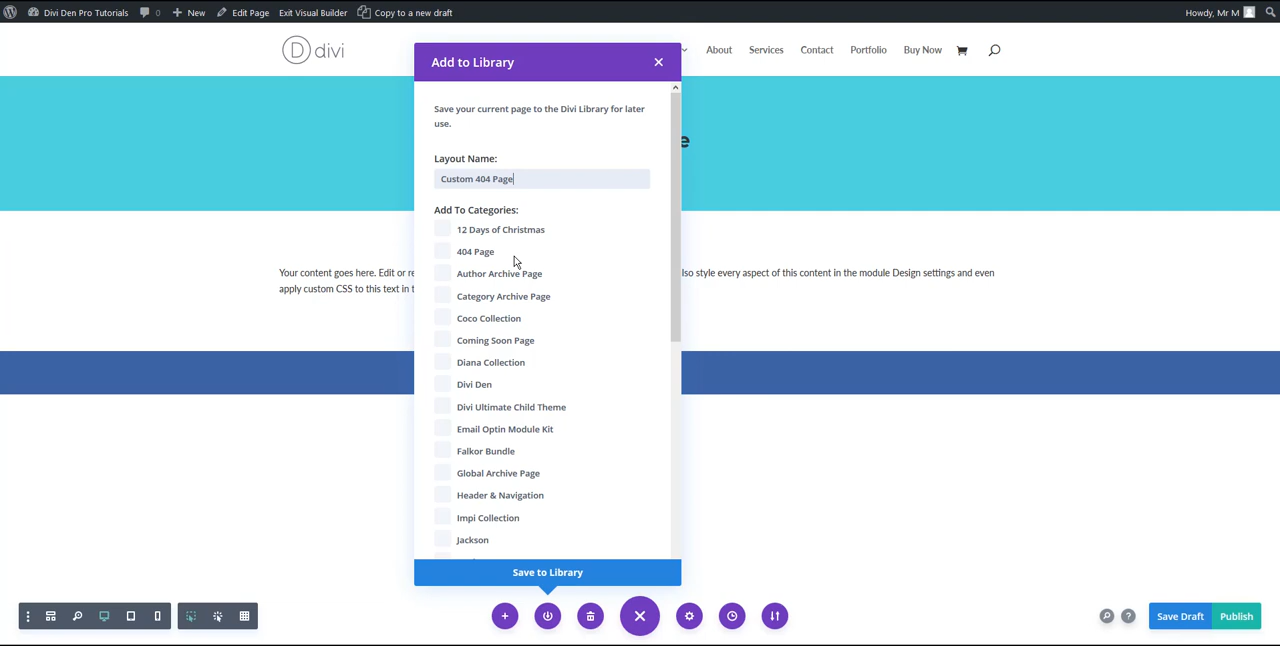 Divi Den Pro Tutorials 0 New Edit Page Exit Visual Builder Copy to a new draft Howdy, Mr M
D divi About Services Contact Portfolio Buy Now
Add to Library
Save your current page to the Divi Library for later
use.
e
Layout Name:
Custom 404 Page
Add To Categories:
12 Days of Christmas
404 Page
Your content goes here. Edit or re
lso style every aspect of this content in the module Design settings and even
apply custom CSS to this text in t
Author Archive Page
Category Archive Page
Coco Collection
Coming Soon Page
Diana Collection
Divi Den
Divi Ultimate Child Theme
Email Optin Module Kit
Falkor Bundle
Global Archive Page
Header & Navigation
Impi Collection
Jackson
Save to Library
Save Draft Publish